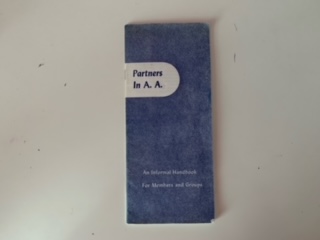 Partners
In A. A.
An Informal Handbook
For Members and Groups